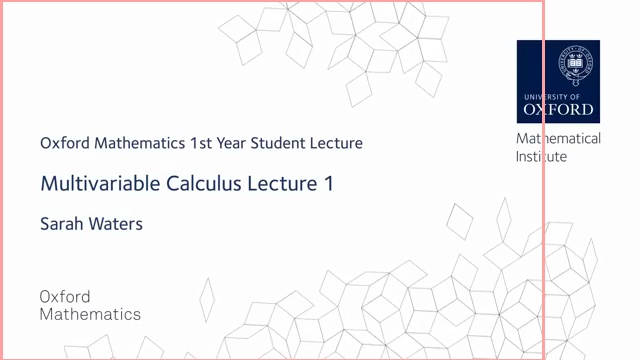 UNIVERSITY OF
OXFORD
Mathematical
Institute
Oxford Mathematics 1st Year Student Lecture
Multivariable Calculus Lecture 1
Sarah Waters
Oxford
Mathematics